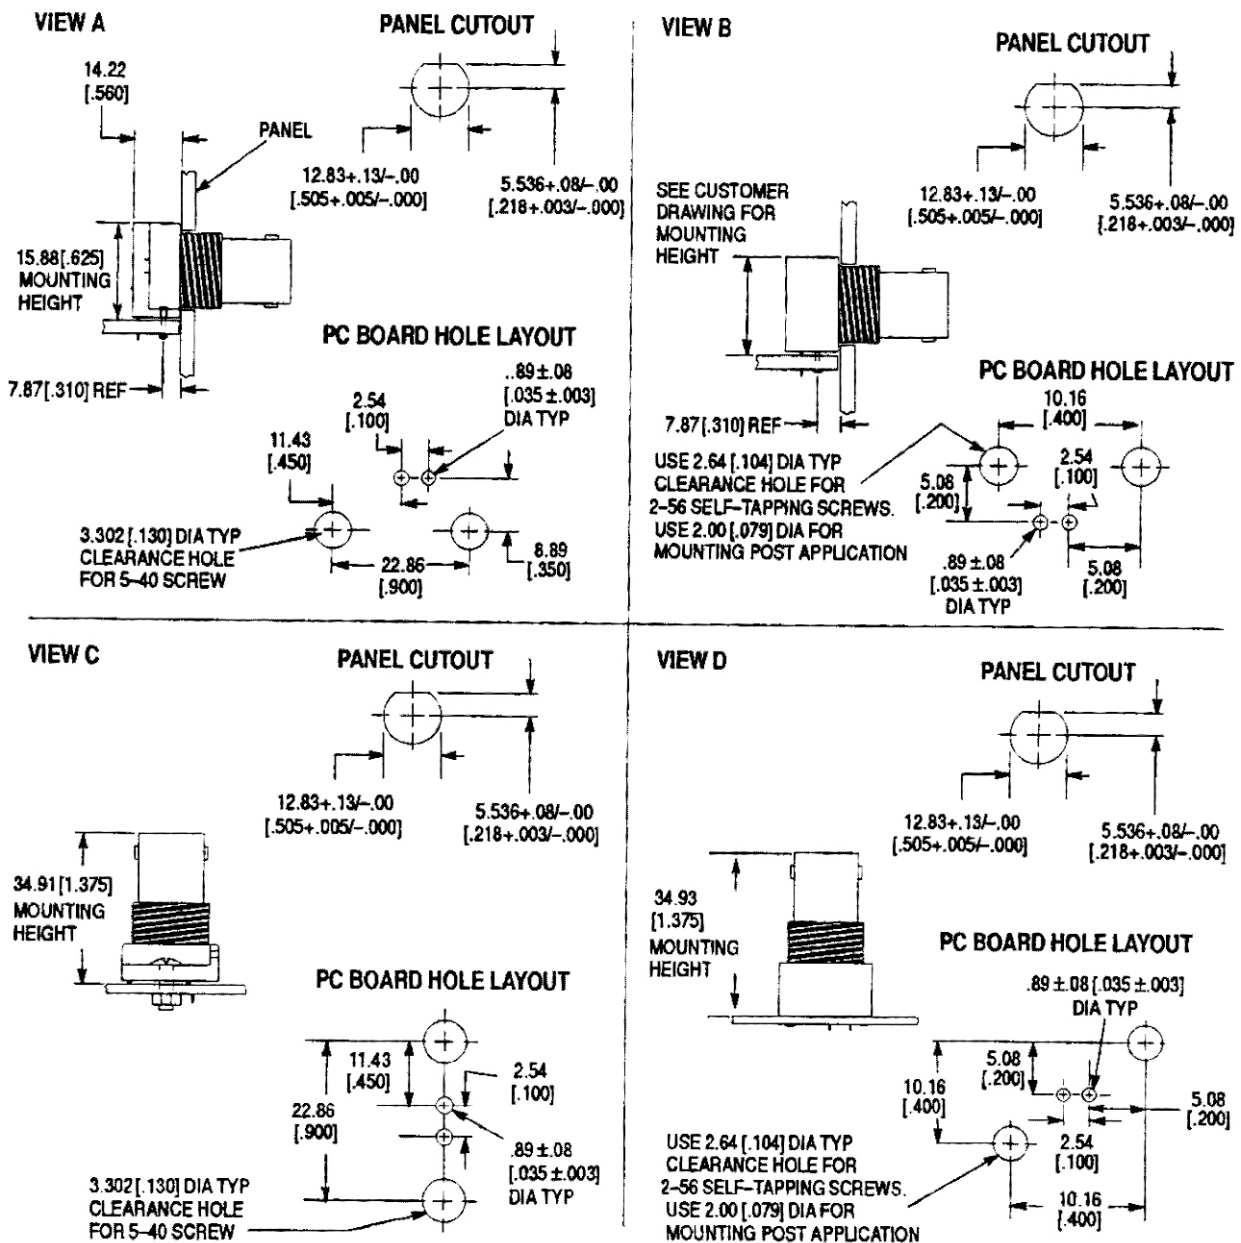 VIEW A
PANEL CUTOUT
14.22
[.560]
PANEL
12.83+.13/-.00
[.505+.005/-.000]
5.536+.08/-.00
[.218+.003/-.000]
15.88[.625]
MOUNTING
HEIGHT
7.87[.310] REF
PC BOARD HOLE LAYOUT
..89±.08
[.035±.003]
DIA TYP
2.54
[.100]
11.43
[.450]
3.302[.130] DIA TYP
CLEARANCE HOLE
FOR 5-40 SCREW
22.86
[.900]
8.89
[.350]
VIEW B
PANEL CUTOUT
12.83+.13/-.00
[.505+.005/-.000]
5.536+.08/-.00
[.218+.003/-.000]
SEE CUSTOMER
DRAWING FOR
MOUNTING
HEIGHT
7.87[.310] REF
PC BOARD HOLE LAYOUT
10.16
[.400]
USE 2.64 [.104] DIA TYP
CLEARANCE HOLE FOR
2-56 SELF-TAPPING SCREWS.
USE 2.00 [.079] DIA FOR
MOUNTING POST APPLICATION
5.08
[.200]
2.54
[.100]
.89±.08
[.035±.003]
DIA TYP
5.08
[.200]
VIEW C
PANEL CUTOUT
12.83+.13/-.00
[.505+.005/-.000]
5.536+.08/-.00
[.218+.003/-.000]
34.91[1.375]
MOUNTING
HEIGHT
PC BOARD HOLE LAYOUT
11.43
[.450]
2.54
[.100]
22.86
[.900]
.89±.08
[.035±.003]
DIA TYP
3.302[.130] DIA TYP
CLEARANCE HOLE
FOR 5-40 SCREW
VIEW D
PANEL CUTOUT
12.83+.13/-.00
[.505+.005/-.000]
5.536+.08/-.00
[.218+.003/-.000]
34.93
[1.375]
MOUNTING
HEIGHT
PC BOARD HOLE LAYOUT
.89±.08 [.035±.003]
DIA TYP
5.08
[.200]
10.16
[.400]
5.08
[.200]
2.54
[.100]
USE 2.64 [.104] DIA TYP
CLEARANCE HOLE FOR
2-56 SELF-TAPPING SCREWS.
USE 2.00 [.079] DIA FOR
MOUNTING POST APPLICATION
10.16
[.400]